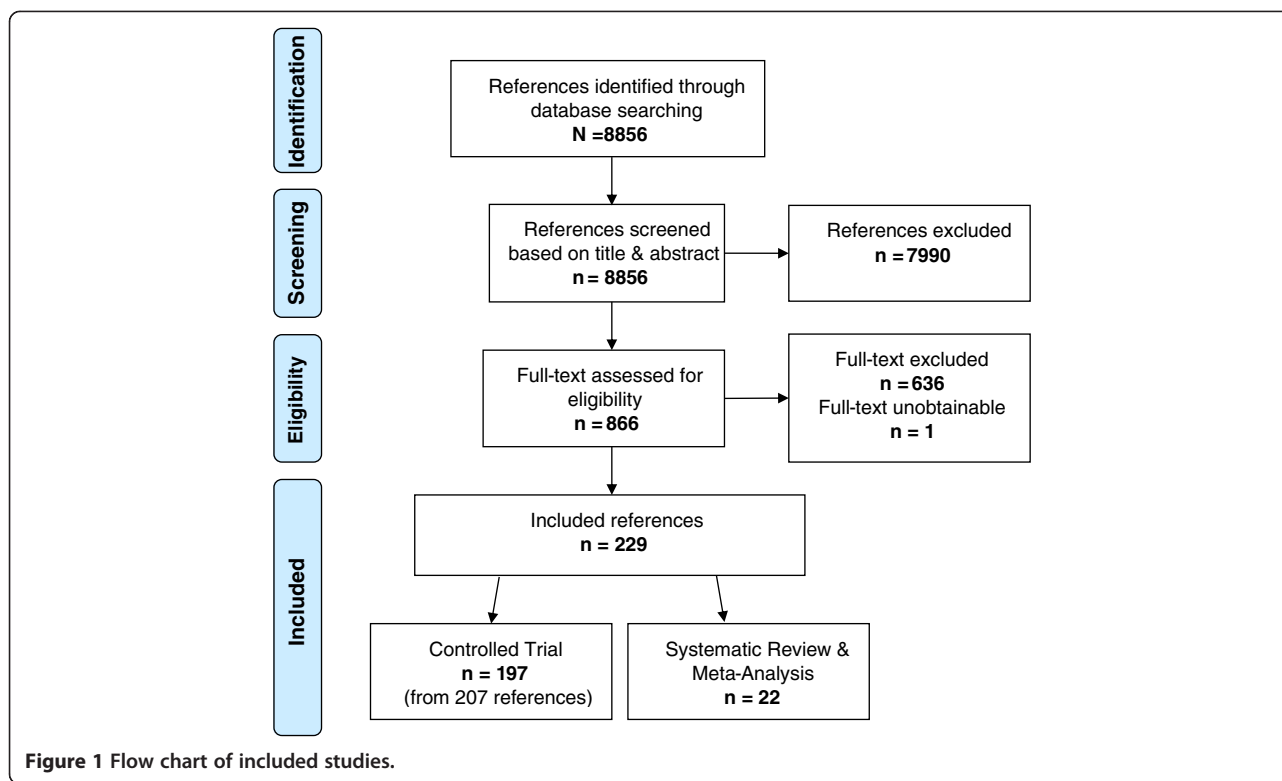 Identification
References identified through
database searching
N =8856
Screening
References screened
based on title & abstract
n = 8856
References excluded
n = 7990
Eligibility
Full-text assessed for
eligibility
n = 866
Full-text excluded
n = 636
Full-text unobtainable
n = 1
Included
Included references
n = 229
Controlled Trial
n = 197
(from 207 references)
Systematic Review &
Meta-Analysis
n = 22
Figure 1 Flow chart of included studies.